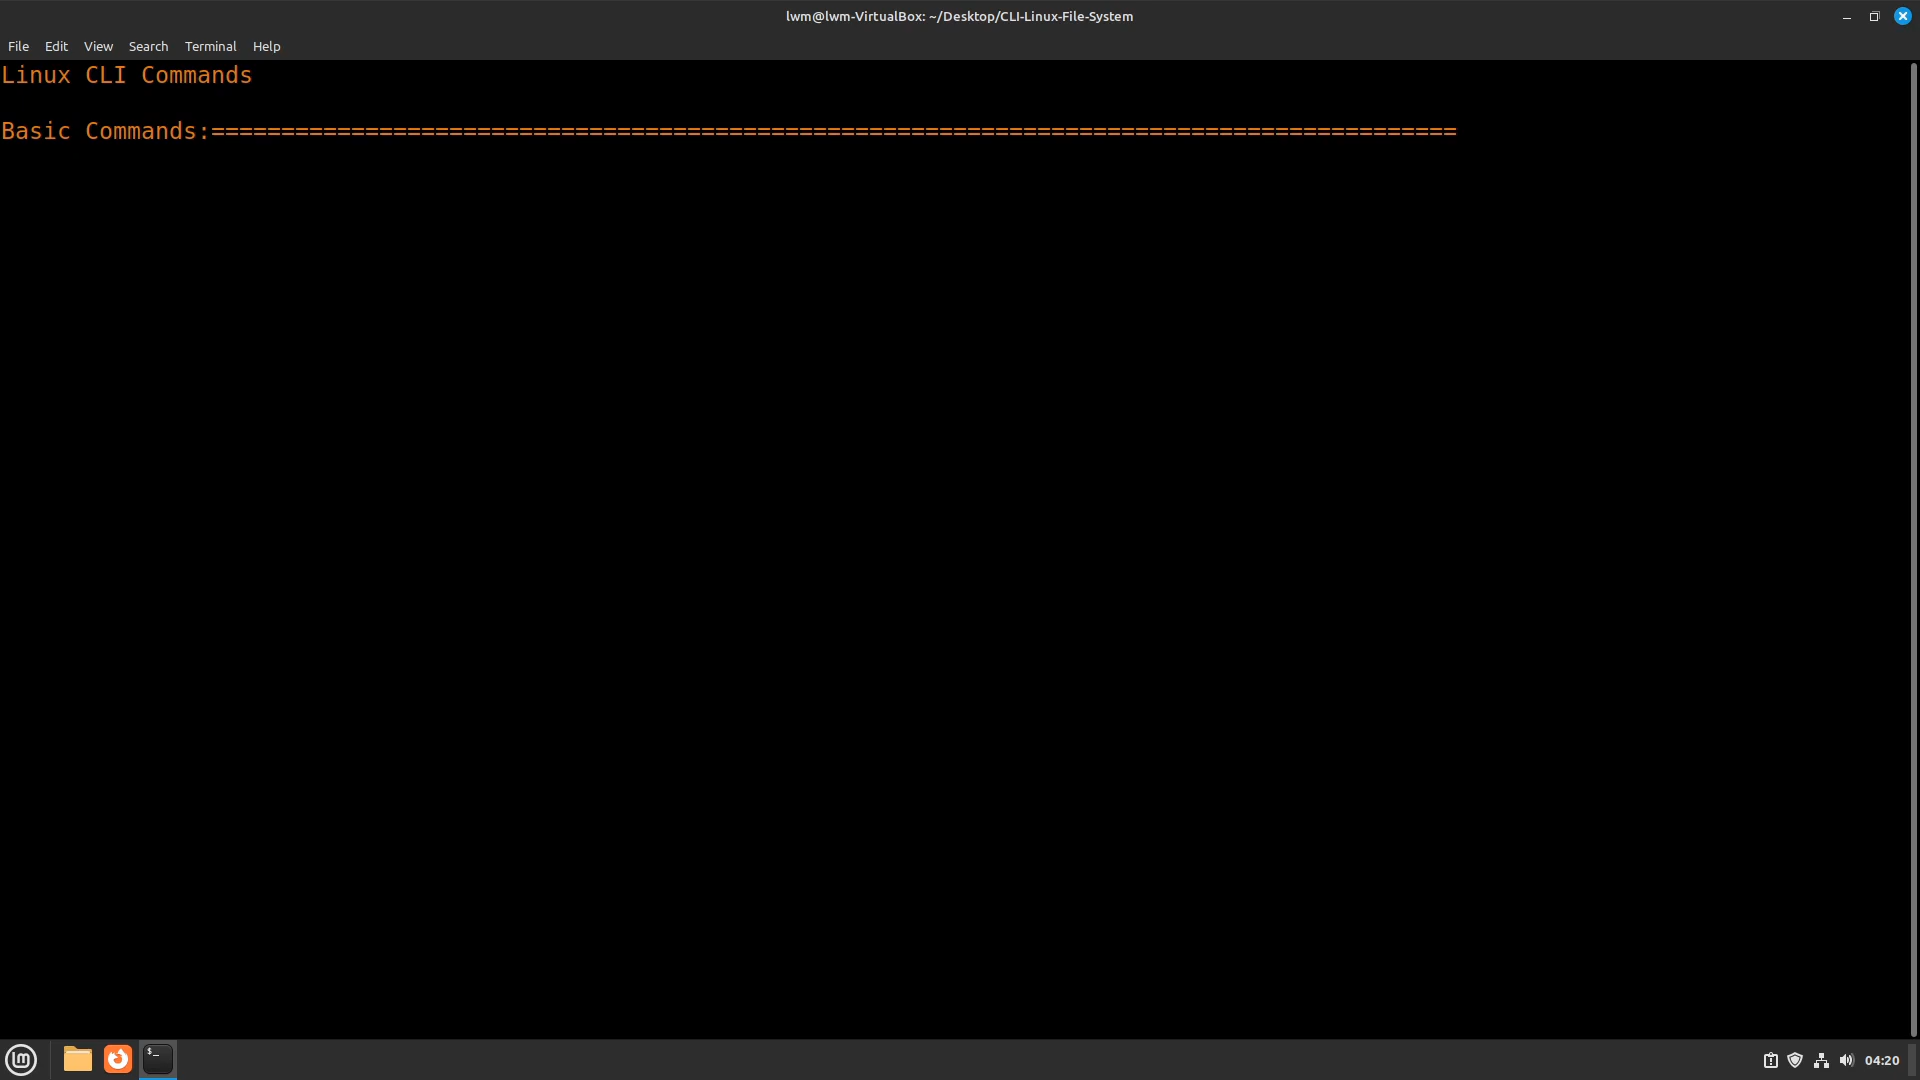 lwm@lwm-VirtualBox: ~/Desktop/CLI-Linux-File-System
File Edit View Search Terminal Help
Linux CLI Commands
Basic Commands:=========================================================================================
$_
lm
04:20